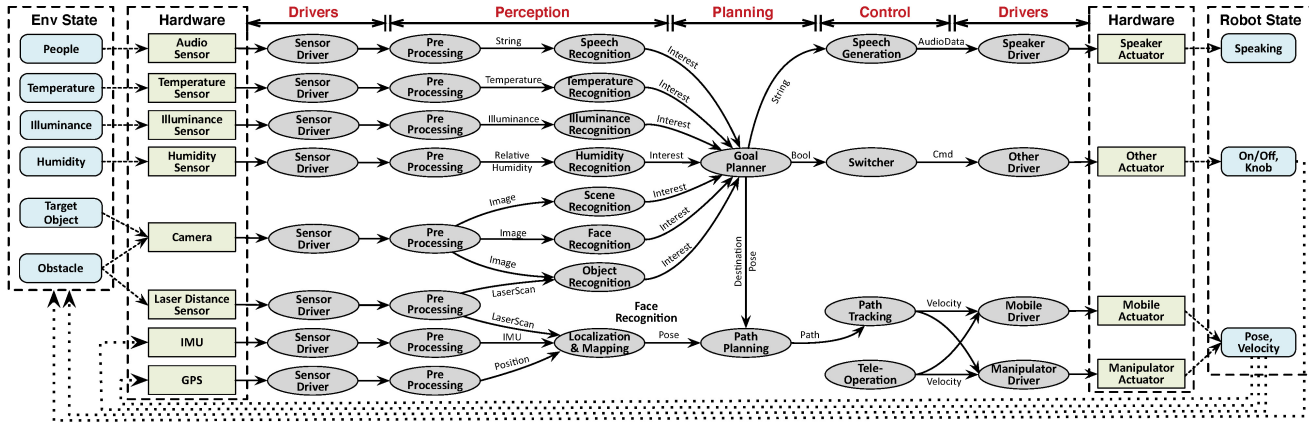 Env State
Hardware
Drivers
Perception
Planning
Control
Drivers
Hardware
Robot State
People
Audio
Sensor
Sensor
Driver
Pre
Processing
String
Speech
Recognition
Interest
Speech
Generation
AudioData
Speaker
Driver
Speaker
Actuator
Speaking
Temperature
Temperature
Sensor
Sensor
Driver
Pre
Processing
Temperature
Temperature
Recognition
Interest
String
Illuminance
Illuminance
Sensor
Sensor
Driver
Pre
Processing
Illuminance
Illuminance
Recognition
Interest
Humidity
Humidity
Sensor
Sensor
Driver
Pre
Processing
Relative
Humidity
Humidity
Recognition
Interest
Goal
Planner
Bool
Switcher
Cmd
Other
Driver
Other
Actuator
On/Off,
Knob
Target
Object
Image
Scene
Recognition
Interest
Camera
Sensor
Driver
Pre
Processing
Image
Face
Recognition
Interest
Obstacle
Image
Object
Recognition
Interest
Destination
Pose
Laser Distance
Sensor
Sensor
Driver
Pre
Processing
LaserScan
LaserScan
Face
Recognition
Path
Tracking
Velocity
Mobile
Driver
Mobile
Actuator
IMU
Sensor
Driver
Pre
Processing
IMU
Localization
& Mapping
Pose
Path
Planning
Path
Pose,
Velocity
GPS
Sensor
Driver
Pre
Processing
Position
Tele-
Operation
Velocity
Manipulator
Driver
Manipulator
Actuator